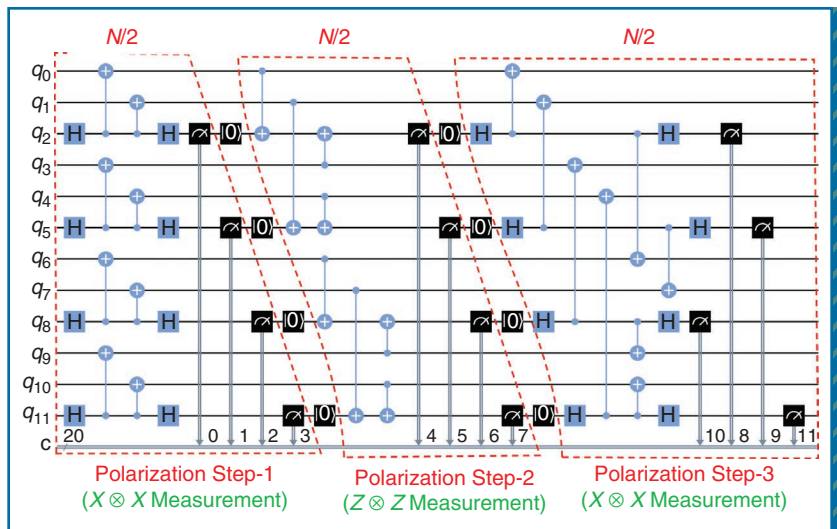 N/2 N/2 N/2
q0
q1
q2 H H |0⟩ |0⟩ H H
q3
q4
q5 H H |0⟩ |0⟩ H H
q6
q7
q8 H H |0⟩ |0⟩ H H H
q9
q10
q11 H H |0⟩ |0⟩ H H
20 0 1 2 3 4 5 6 7 10 8 9 11
c
Polarization Step-1 Polarization Step-2 Polarization Step-3
(X ⊗ X Measurement) (Z ⊗ Z Measurement) (X ⊗ X Measurement)